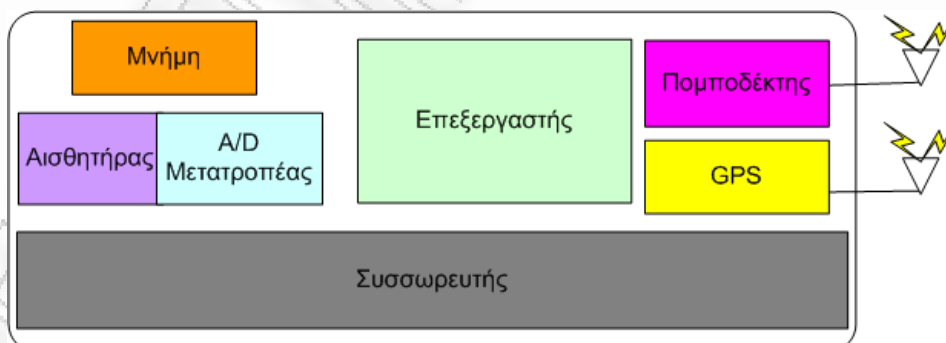 Μνήμη
Επεξεργαστής
Πομποδέκτης
Αισθητήρας
A/D
Μετατροπέας
GPS
Συσσωρευτής